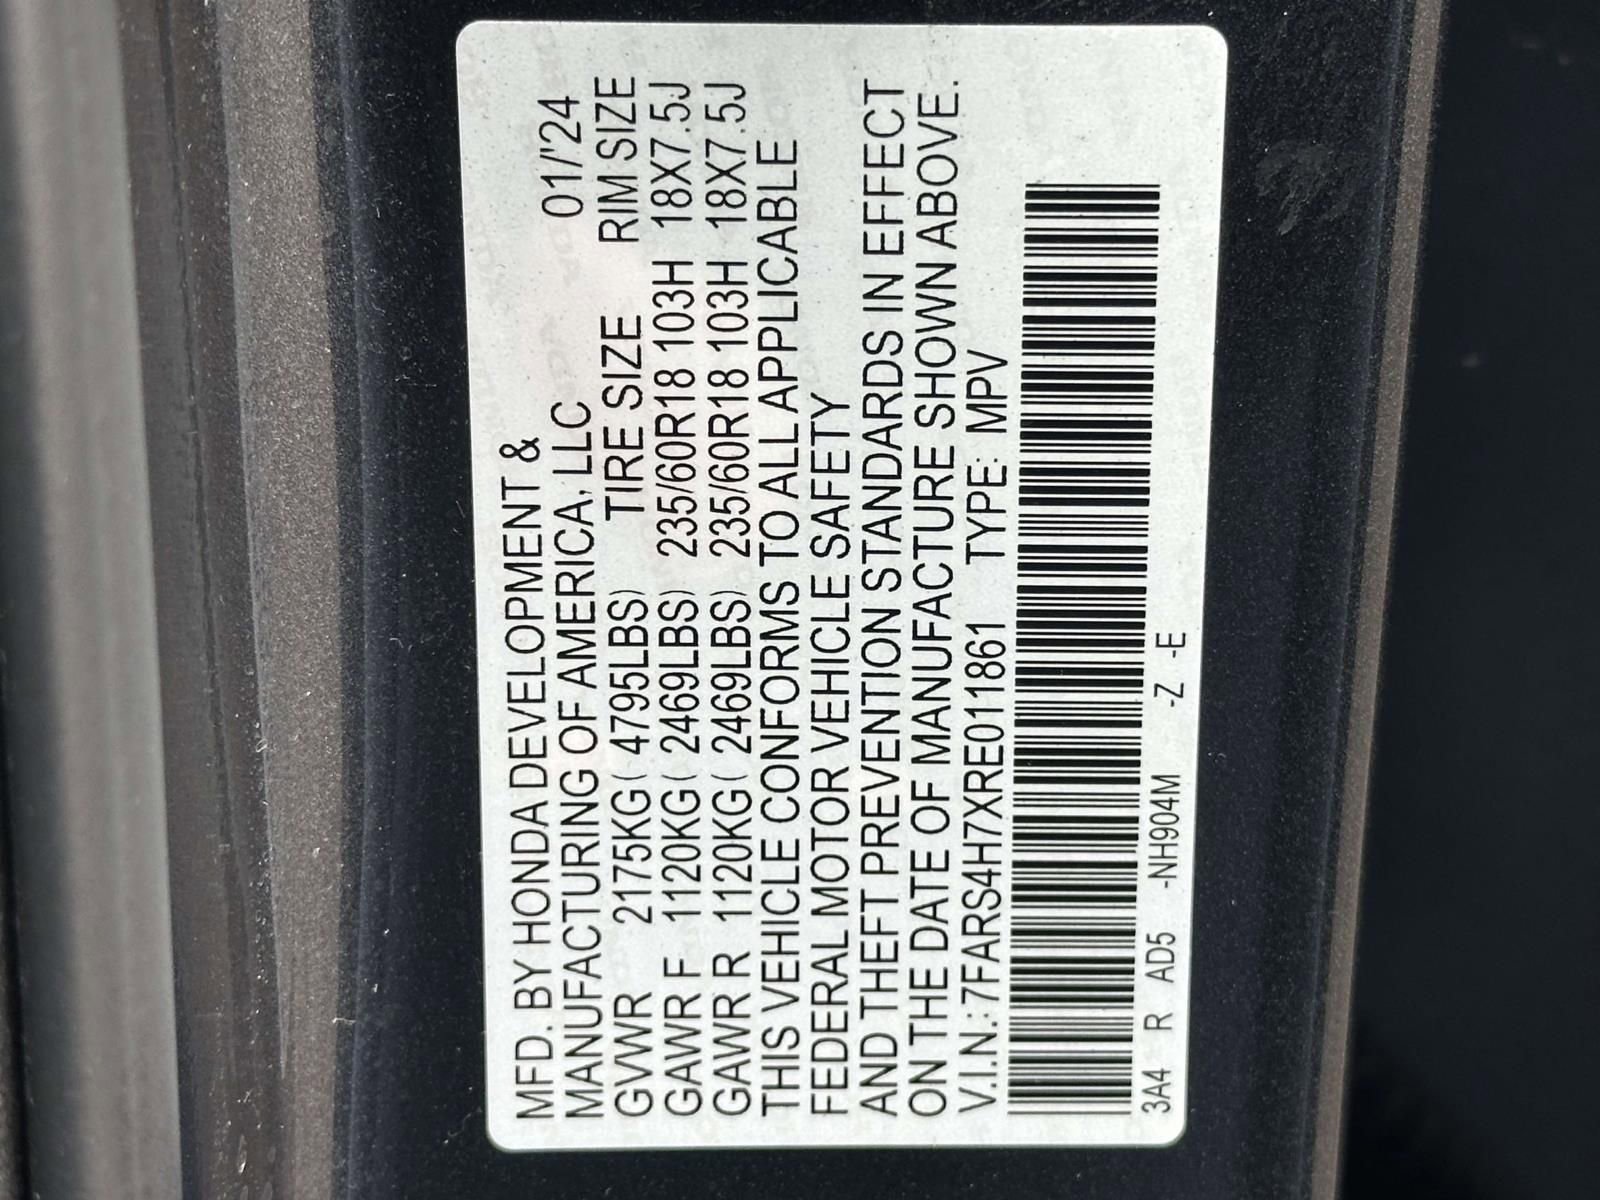 MFD. BY HONDA DEVELOPMENT &
MANUFACTURING OF AMERICA, LLC 01/'24
GVWR 2175KG( 4795LBS) TIRE SIZE RIM SIZE
GAWR F 1120KG( 2469LBS) 235/60R18 103H 18X7.5J
GAWR R 1120KG( 2469LBS) 235/60R18 103H 18X7.5J
THIS VEHICLE CONFORMS TO ALL APPLICABLE
FEDERAL MOTOR VEHICLE SAFETY
AND THEFT PREVENTION STANDARDS IN EFFECT
ON THE DATE OF MANUFACTURE SHOWN ABOVE.
V.I.N.: 7FARS4H7XRE011861 TYPE: MPV
3A4 R AD5 -NH904M -Z -E